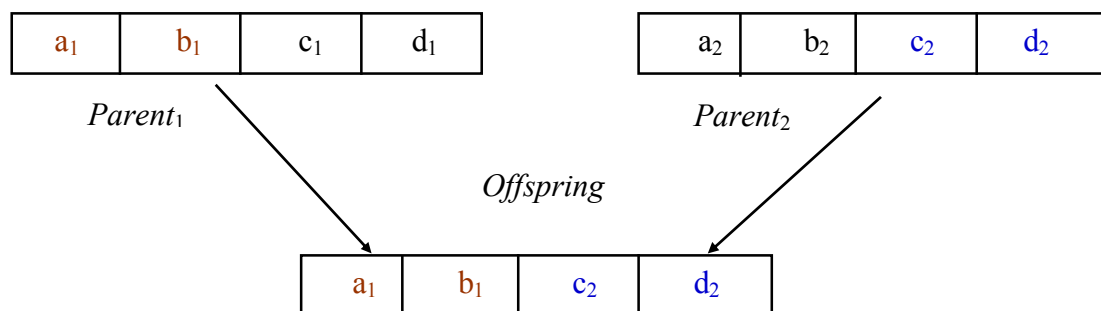 a₁ b₁ c₁ d₁ a₂ b₂ c₂ d₂
Parent₁ Parent₂
Offspring
a₁ b₁ c₂ d₂